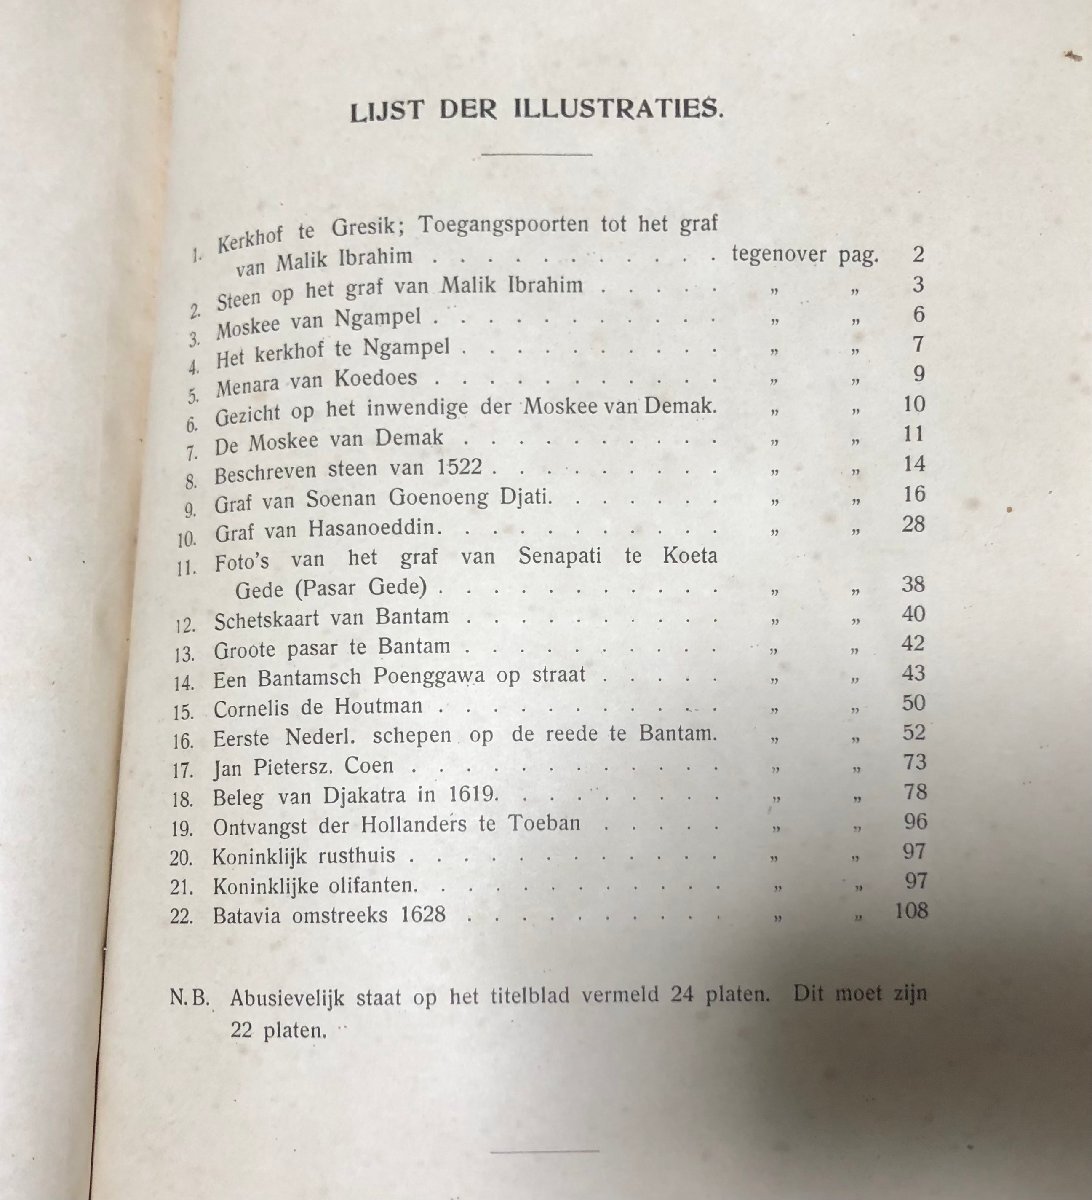 LIJST DER ILLUSTRATIES.
1. Kerkhof te Gresik; Toegangspoorten tot het graf
van Malik Ibrahim . . . . . . . . . . . tegenover pag. 2
2. Steen op het graf van Malik Ibrahim . . . . . „ „ 3
3. Moskee van Ngampel . . . . . . . . . . . „ „ 6
4. Het kerkhof te Ngampel . . . . . . . . . . „ „ 7
5. Menara van Koedoes . . . . . . . . . . . „ „ 9
6. Gezicht op het inwendige der Moskee van Demak. „ „ 10
7. De Moskee van Demak . . . . . . . . . . „ „ 11
8. Beschreven steen van 1522 . . . . . . . . . „ „ 14
9. Graf van Soenan Goenoeng Djati. . . . . . . „ „ 16
10. Graf van Hasanoeddin. . . . . . . . . . . „ „ 28
11. Foto's van het graf van Senapati te Koeta
Gede (Pasar Gede) . . . . . . . . . . . „ „ 38
12. Schetskaart van Bantam . . . . . . . . . . „ „ 40
13. Groote pasar te Bantam . . . . . . . . . . „ „ 42
14. Een Bantamsch Poenggawa op straat . . . . . „ „ 43
15. Cornelis de Houtman . . . . . . . . . . . „ „ 50
16. Eerste Nederl. schepen op de reede te Bantam. „ „ 52
17. Jan Pietersz. Coen . . . . . . . . . . . . „ „ 73
18. Beleg van Djakatra in 1619. . . . . . . . . „ „ 78
19. Ontvangst der Hollanders te Toeban . . . . . „ „ 96
20. Koninklijk rusthuis . . . . . . . . . . . . „ „ 97
21. Koninklijke olifanten. . . . . . . . . . . . „ „ 97
22. Batavia omstreeks 1628 . . . . . . . . . . „ „ 108
N.B. Abusievelijk staat op het titelblad vermeld 24 platen. Dit moet zijn
22 platen.